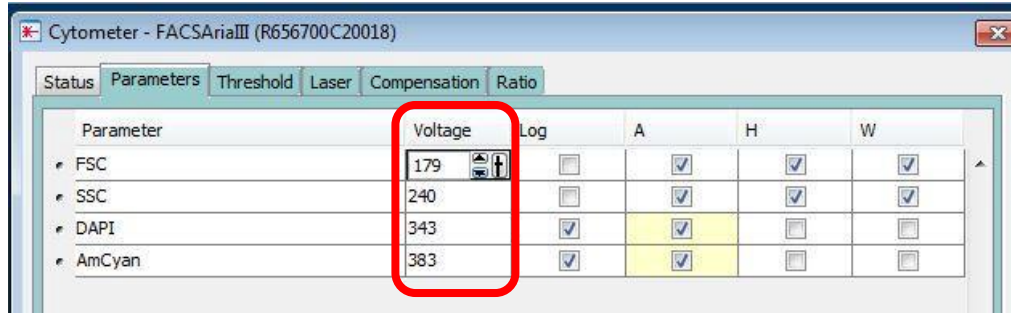 Cytometer - FACSAriaIII (R656700C20018)
Status Parameters Threshold Laser Compensation Ratio
Parameter Voltage Log A H W
FSC 179
SSC 240
DAPI 343
AmCyan 383